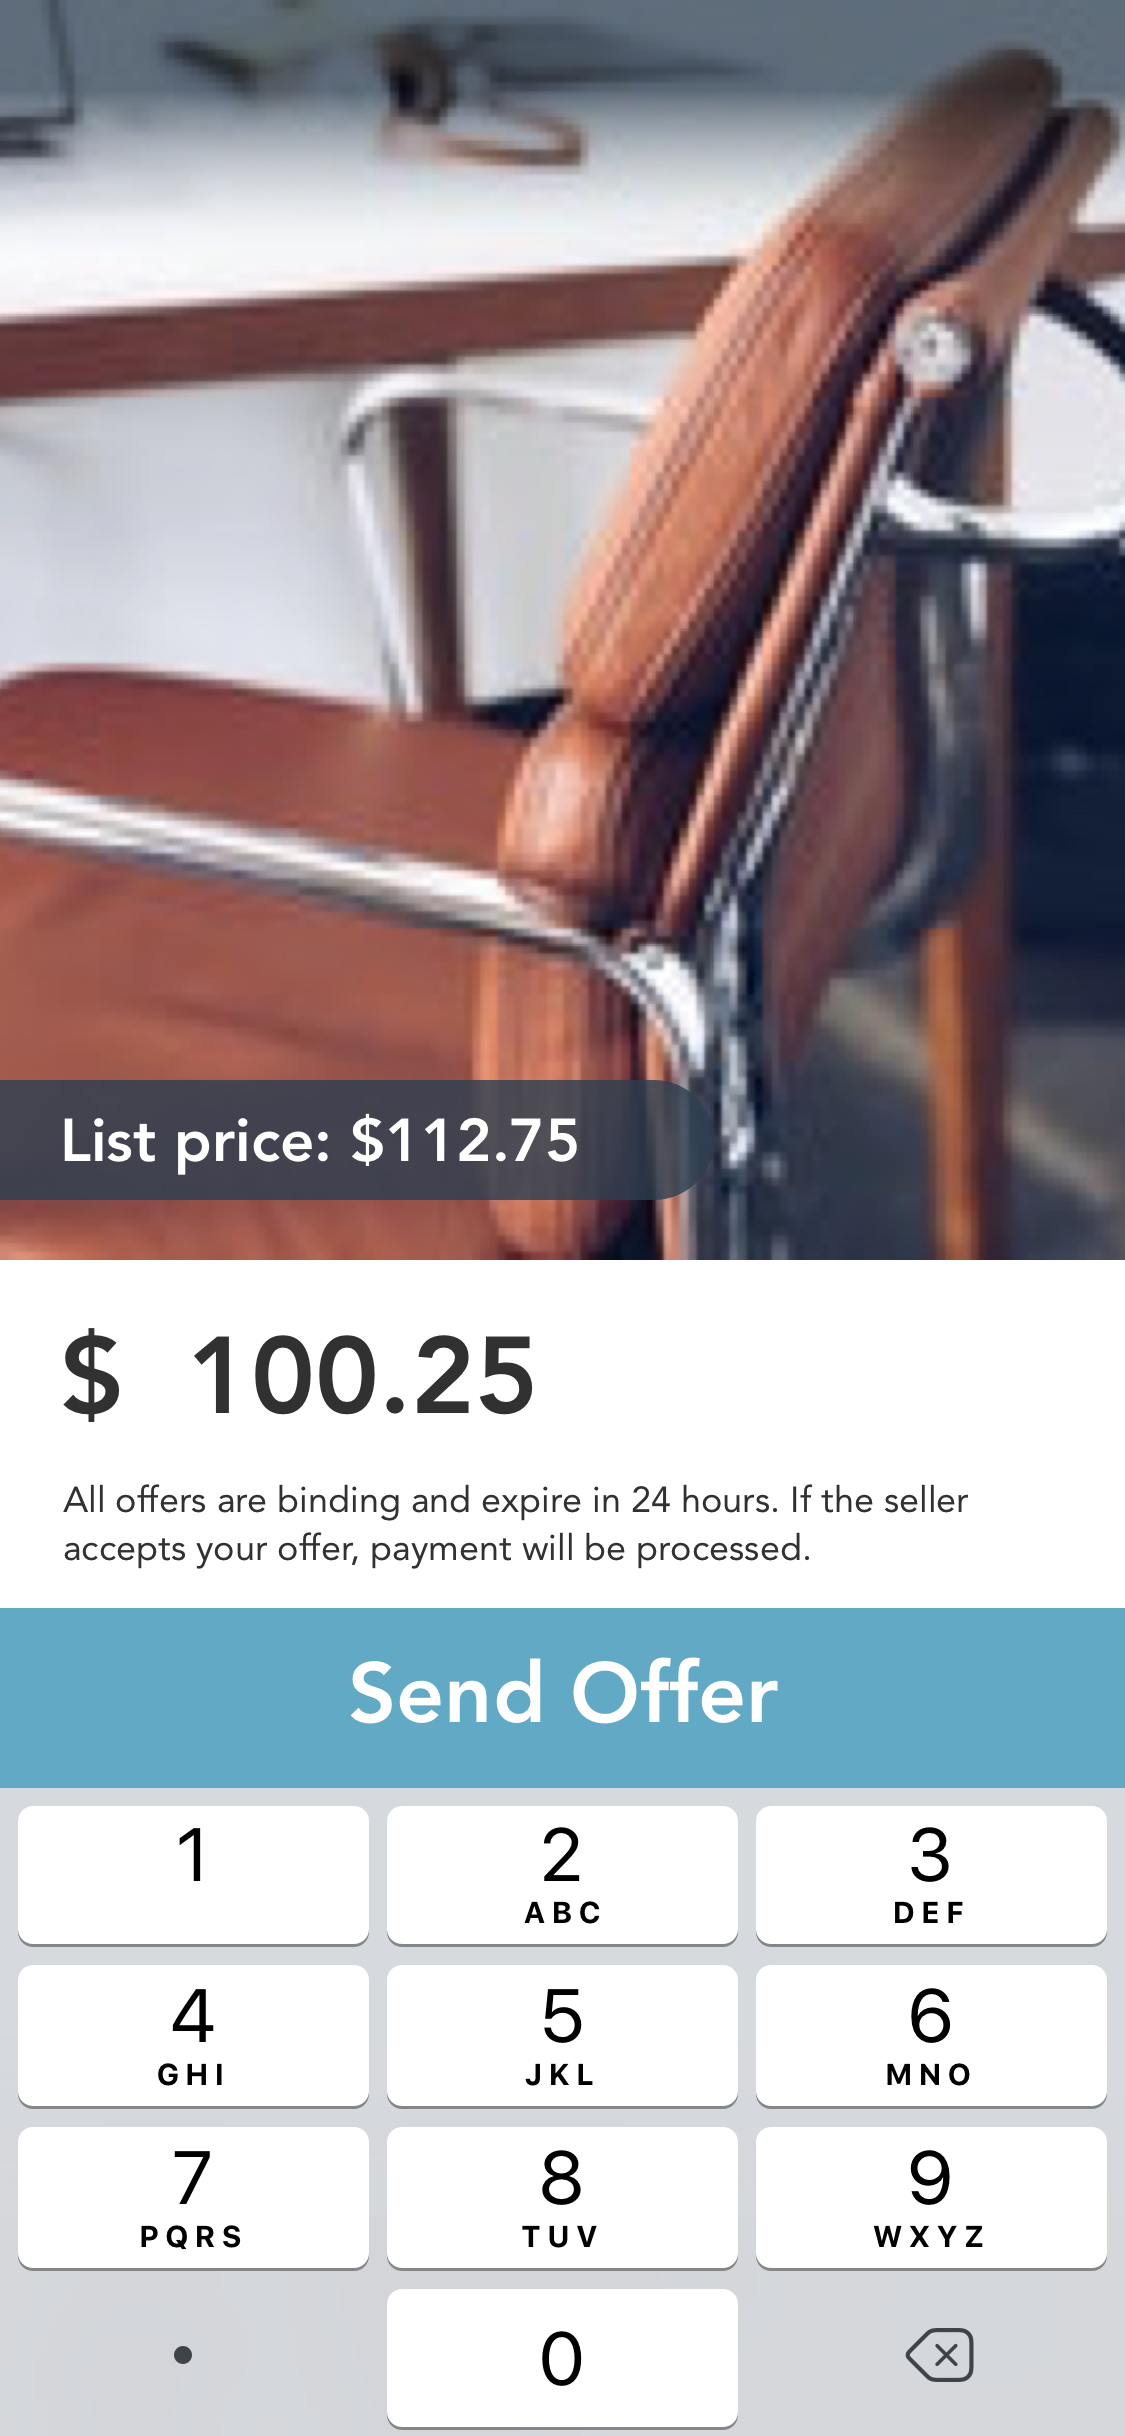 List price: $112.75
$ 100.25
All offers are binding and expire in 24 hours. If the seller
accepts your offer, payment will be processed.
Send Offer
1 2 3
ABC DEF
4 5 6
GHI JKL MNO
7 8 9
PQRS TUV WXYZ
. 0